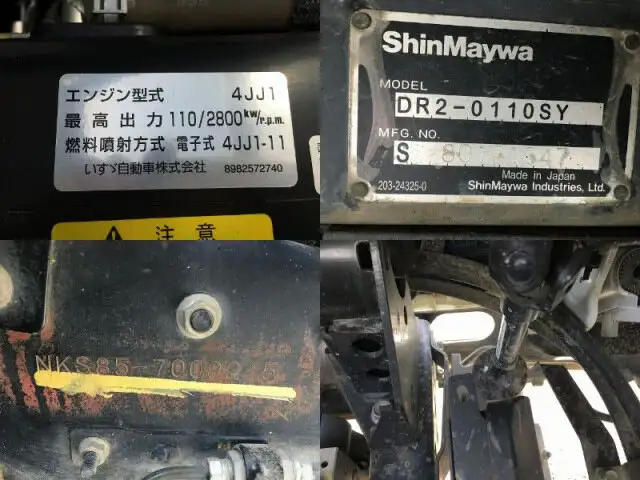 エンジン型式 4JJ1
最高出力 110/2800kw/r.p.m.
燃料噴射方式 電子式 4JJ1-11
いすゞ自動車株式会社 8982572740
注意
ShinMaywa
MODEL
DR2-0110SY
MFG. NO.
S
Made in Japan
203-24325-0 ShinMaywa Industries, Ltd.
NKS85-